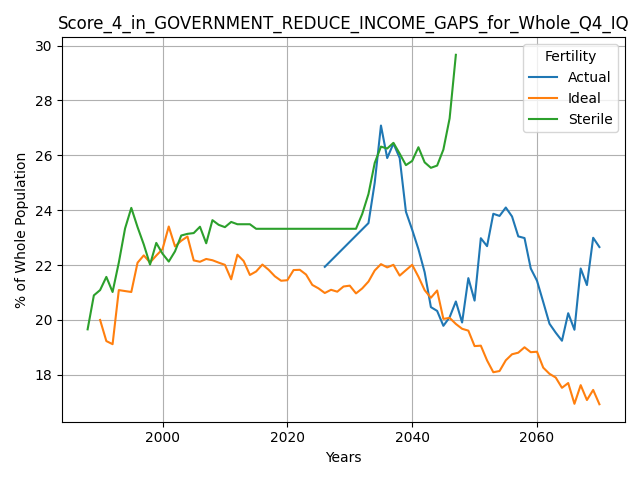 Score_4_in_GOVERNMENT_REDUCE_INCOME_GAPS_for_Whole_Q4_IQ
Fertility
Actual
Ideal
Sterile
30
28
26
24
22
20
18
% of Whole Population
2000 2020 2040 2060
Years